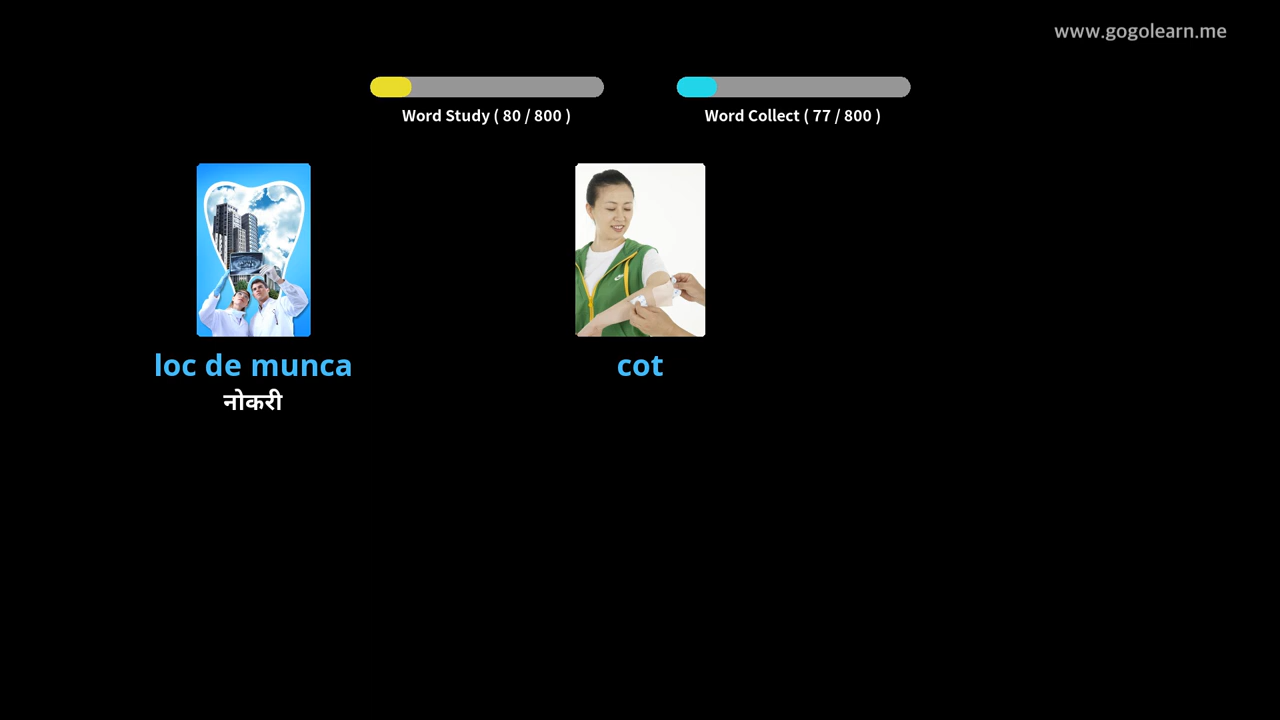 www.gogolearn.me
Word Study ( 80 / 800 )
Word Collect ( 77 / 800 )
loc de munca
नोकरी
cot